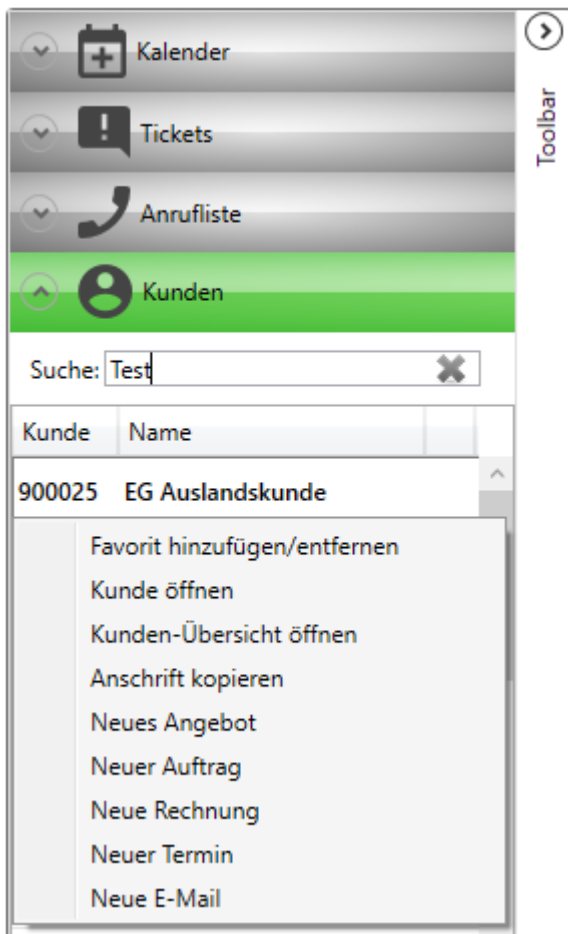 Kalender
Tickets
Anrufliste
Kunden
Toolbar
Suche: Test
Kunde Name
900025 EG Auslandskunde
Favorit hinzufügen/entfernen
Kunde öffnen
Kunden-Übersicht öffnen
Anschrift kopieren
Neues Angebot
Neuer Auftrag
Neue Rechnung
Neuer Termin
Neue E-Mail